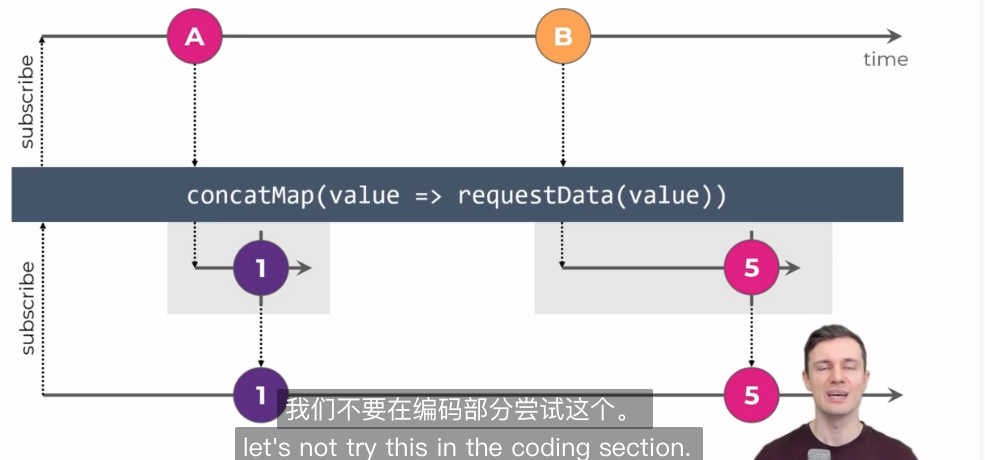 A
B
time
subscribe
concatMap(value => requestData(value))
1
5
subscribe
1
5
我们不要在编码部分尝试这个。
let's not try this in the coding section.